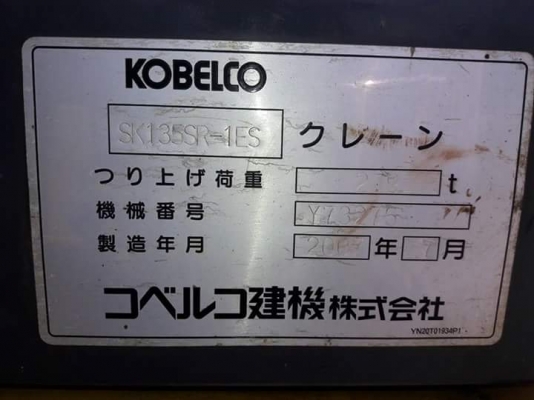 KOBELCO
SK135SR-1ES クレーン
つり上げ荷重 t
機械番号
製造年月 年 月
コベルコ建機株式会社
YN20T01934P1